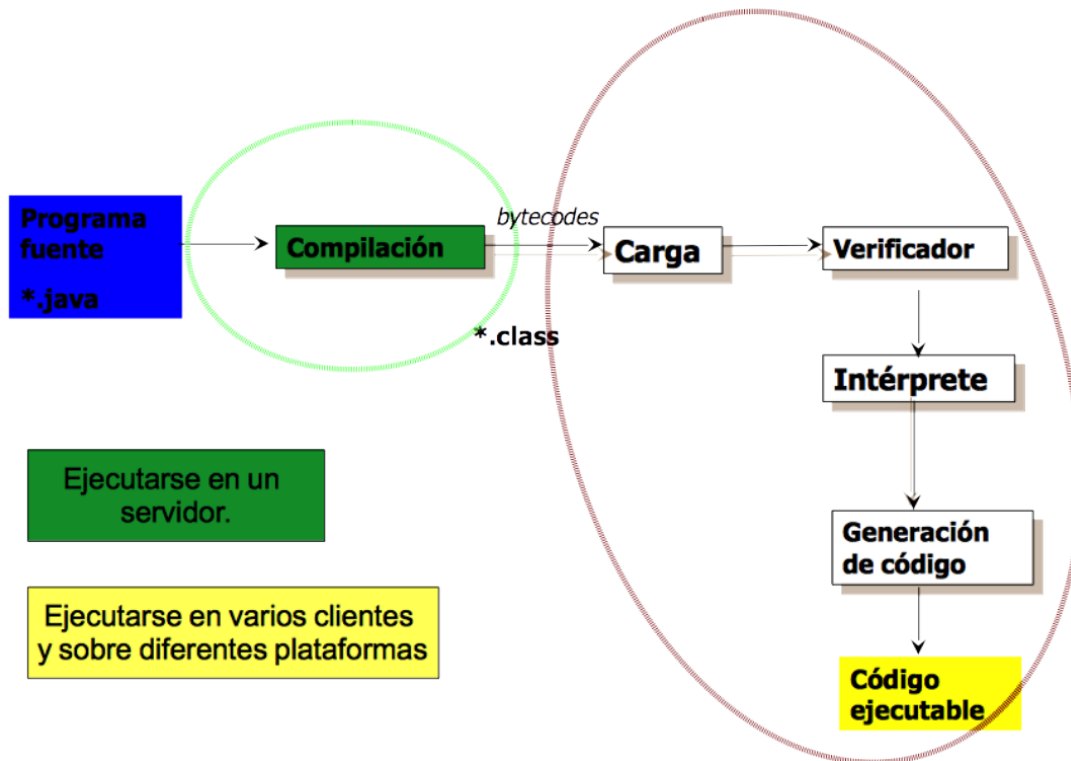 Programa
fuente
*.java
Compilación
bytecodes
*.class
Carga
Verificador
Intérprete
Generación
de código
Código
ejecutable
Ejecutarse en un
servidor.
Ejecutarse en varios clientes
y sobre diferentes plataformas